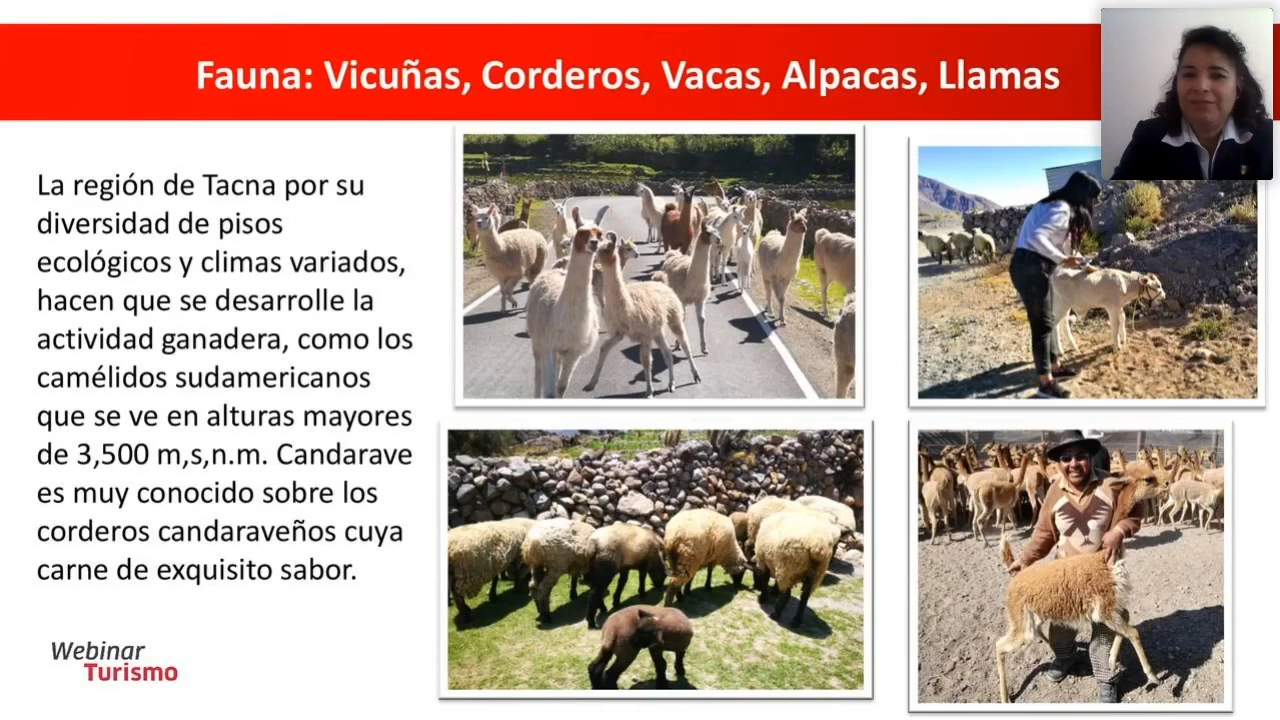 Fauna: Vicuñas, Corderos, Vacas, Alpacas, Llamas
La región de Tacna por su
diversidad de pisos
ecológicos y climas variados,
hacen que se desarrolle la
actividad ganadera, como los
camélidos sudamericanos
que se ve en alturas mayores
de 3,500 m,s,n.m. Candarave
es muy conocido sobre los
corderos candaraveños cuya
carne de exquisito sabor.
Webinar
Turismo